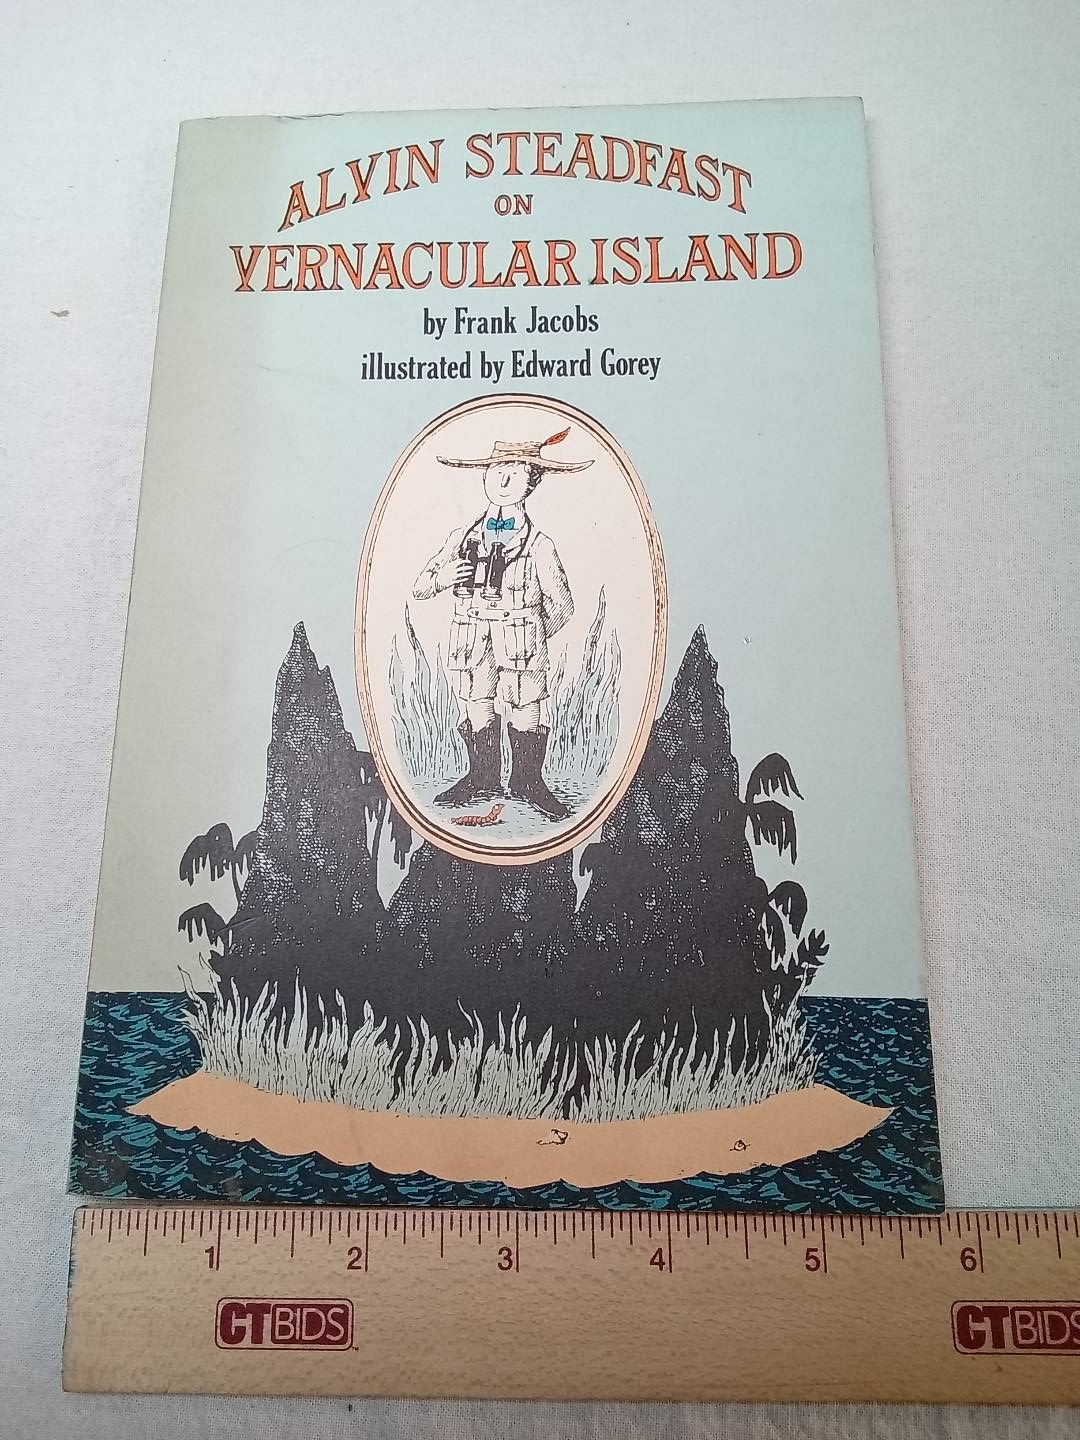 ALVIN STEADFAST
ON
VERNACULAR ISLAND
by Frank Jacobs
illustrated by Edward Gorey
1 2 3 4 5 6
CTBIDS CTBIDS